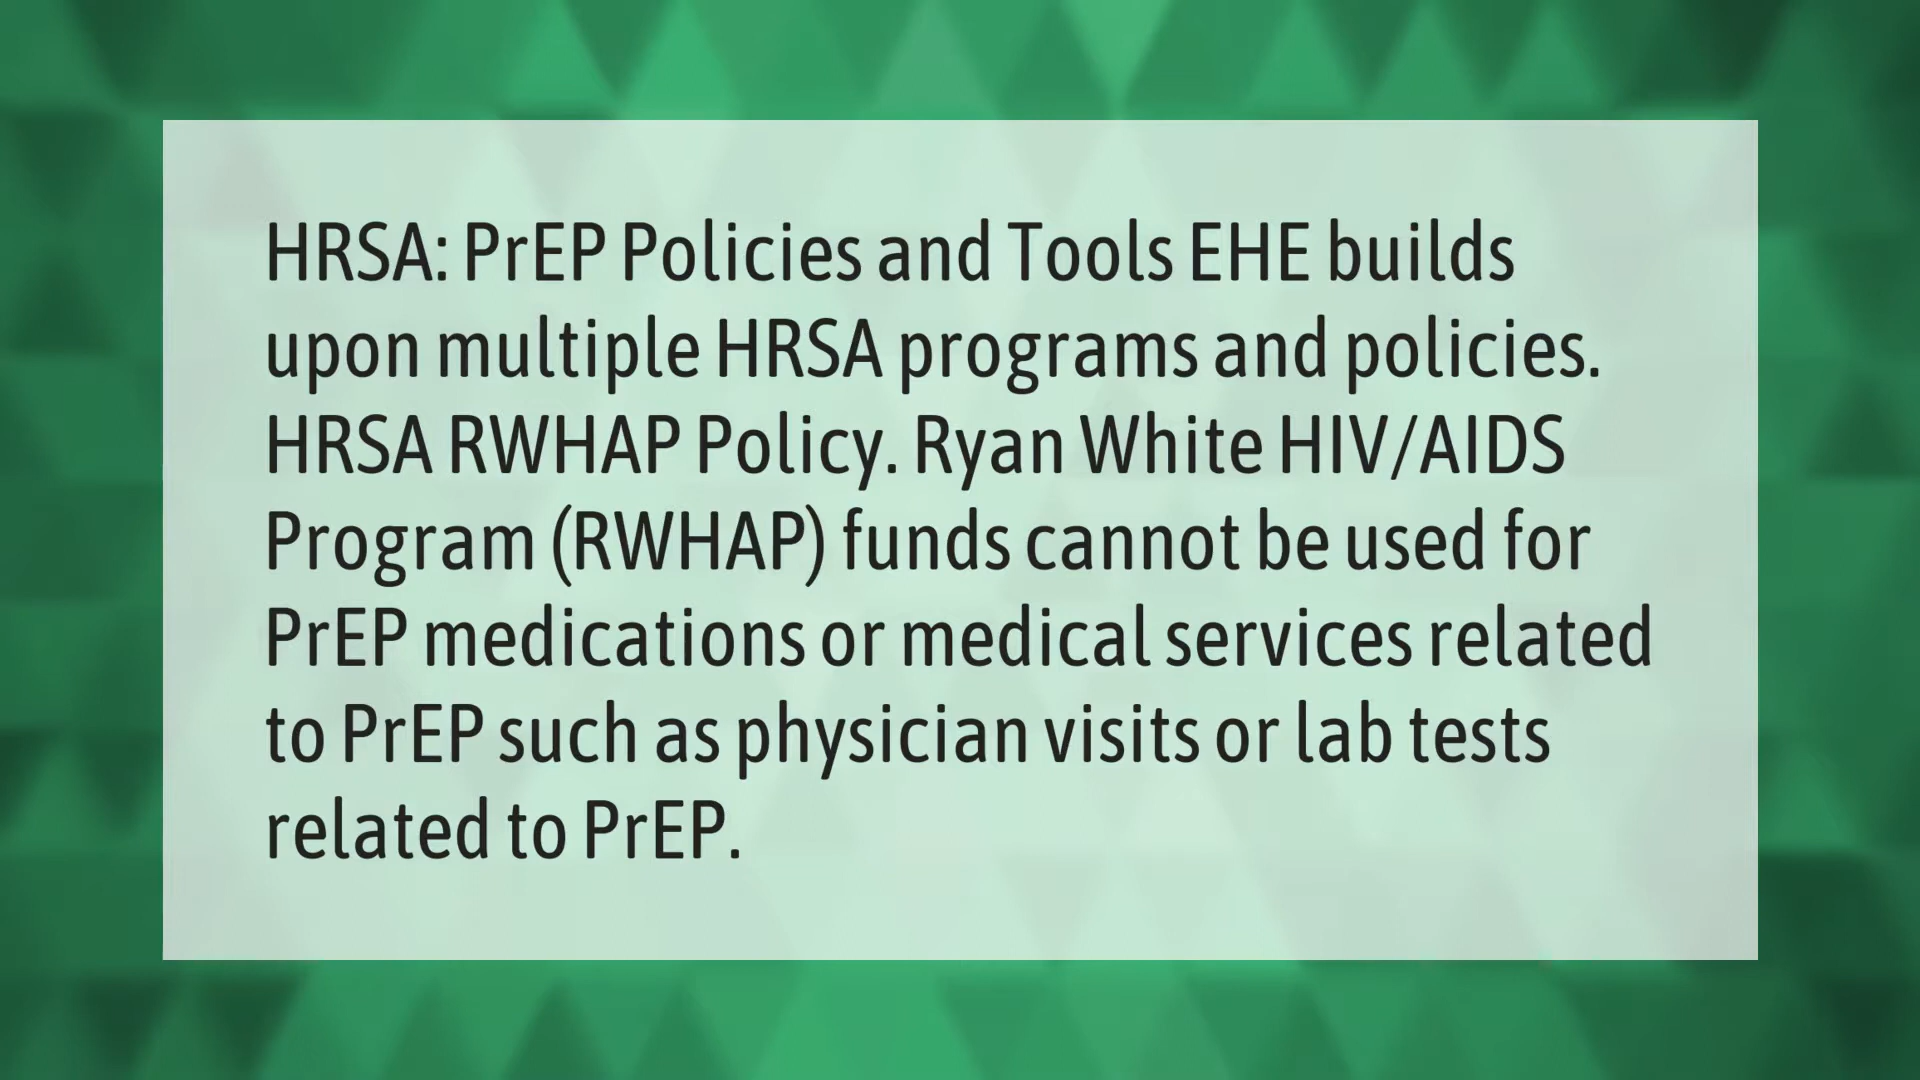 HRSA: PrEP Policies and Tools EHE builds
upon multiple HRSA programs and policies.
HRSA RWHAP Policy. Ryan White HIV/AIDS
Program (RWHAP) funds cannot be used for
PrEP medications or medical services related
to PrEP such as physician visits or lab tests
related to PrEP.